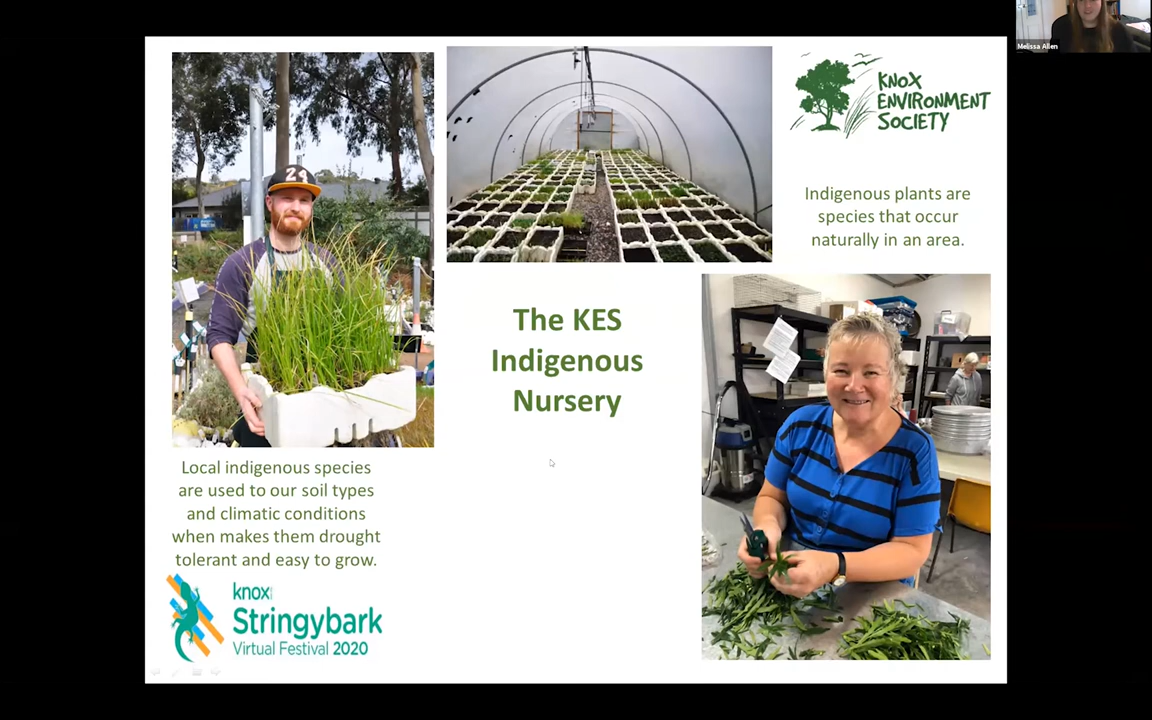 Melissa Allen
24
KNOX
ENVIRONMENT
SOCIETY
Indigenous plants are
species that occur
naturally in an area.
The KES
Indigenous
Nursery
Local indigenous species
are used to our soil types
and climatic conditions
when makes them drought
tolerant and easy to grow.
knox
Stringybark
Virtual Festival 2020